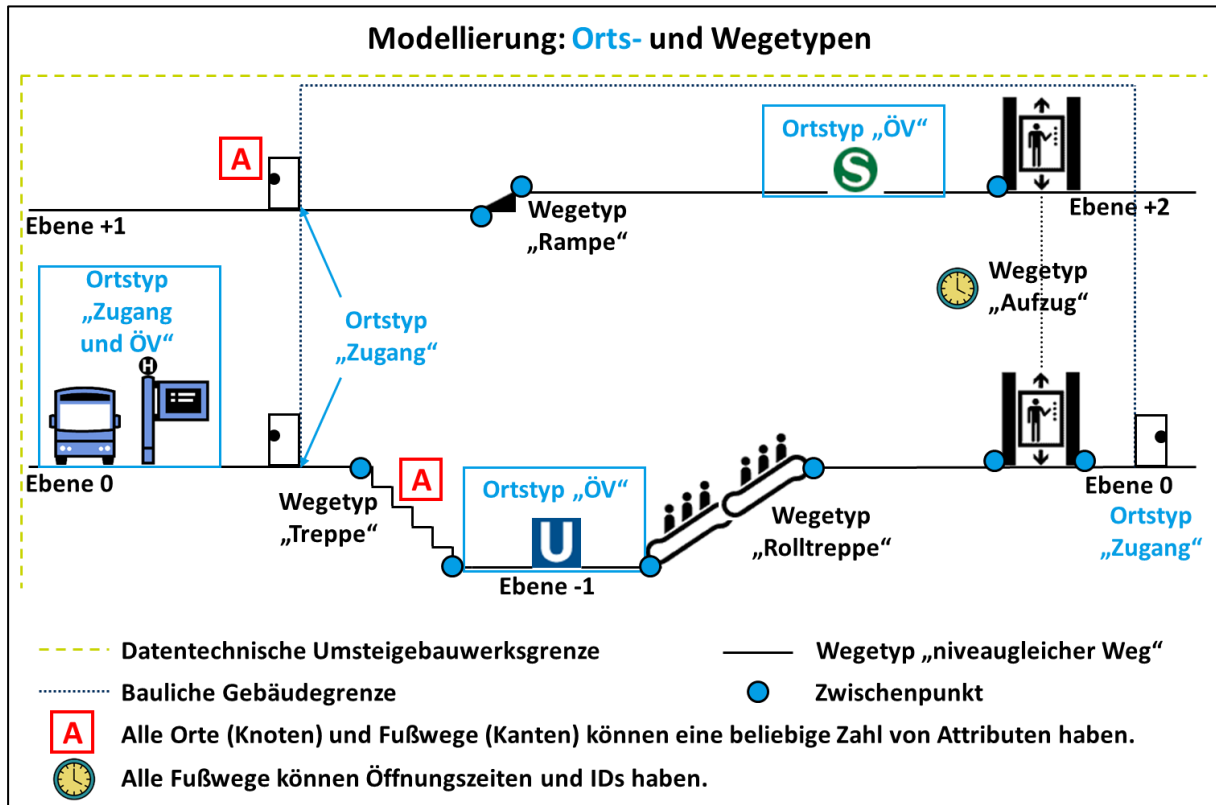 Modellierung: Orts- und Wegetypen
A
Ortstyp „ÖV“
S
Ebene +1
Wegetyp
„Rampe“
Ebene +2
Ortstyp
„Zugang
und ÖV“
H
Ortstyp
„Zugang“
Wegetyp
„Aufzug“
Ebene 0
Wegetyp
„Treppe“
A
Ortstyp „ÖV“
U
Ebene -1
Wegetyp
„Rolltreppe“
Ebene 0
Ortstyp
„Zugang“
Datentechnische Umsteigebauwerksgrenze
Wegetyp „niveaugleicher Weg“
Bauliche Gebäudegrenze
Zwischenpunkt
A Alle Orte (Knoten) und Fußwege (Kanten) können eine beliebige Zahl von Attributen haben.
Alle Fußwege können Öffnungszeiten und IDs haben.